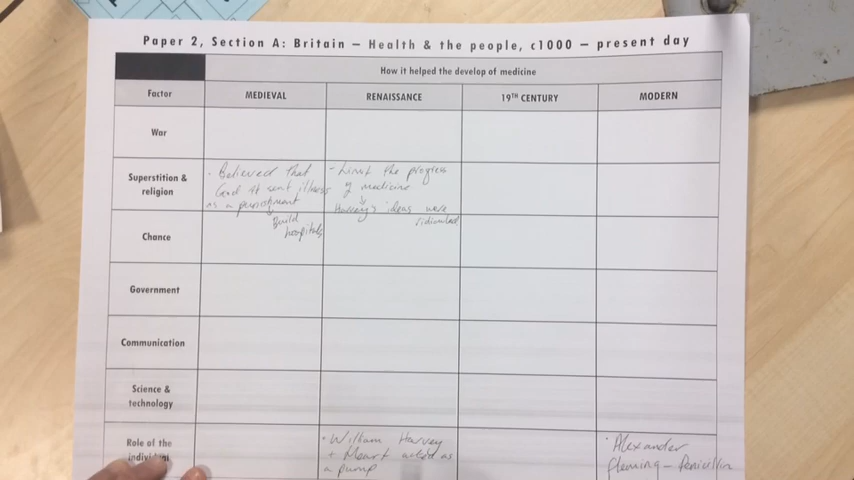 Paper 2, Section A: Britain – Health & the people, c1000 – present day
How it helped the develop of medicine
Factor MEDIEVAL RENAISSANCE 19TH CENTURY MODERN
War
Superstition &
religion
· Believed that
God sent illness
as a punishment
Build
hospitals
- Limit the progress
of medicine
Harvey's ideas were
ridiculed
Chance
Government
Communication
Science &
technology
Role of the
individual
· William Harvey
+ Heart acted as
a pump
· Alexander
Fleming – Penicillin